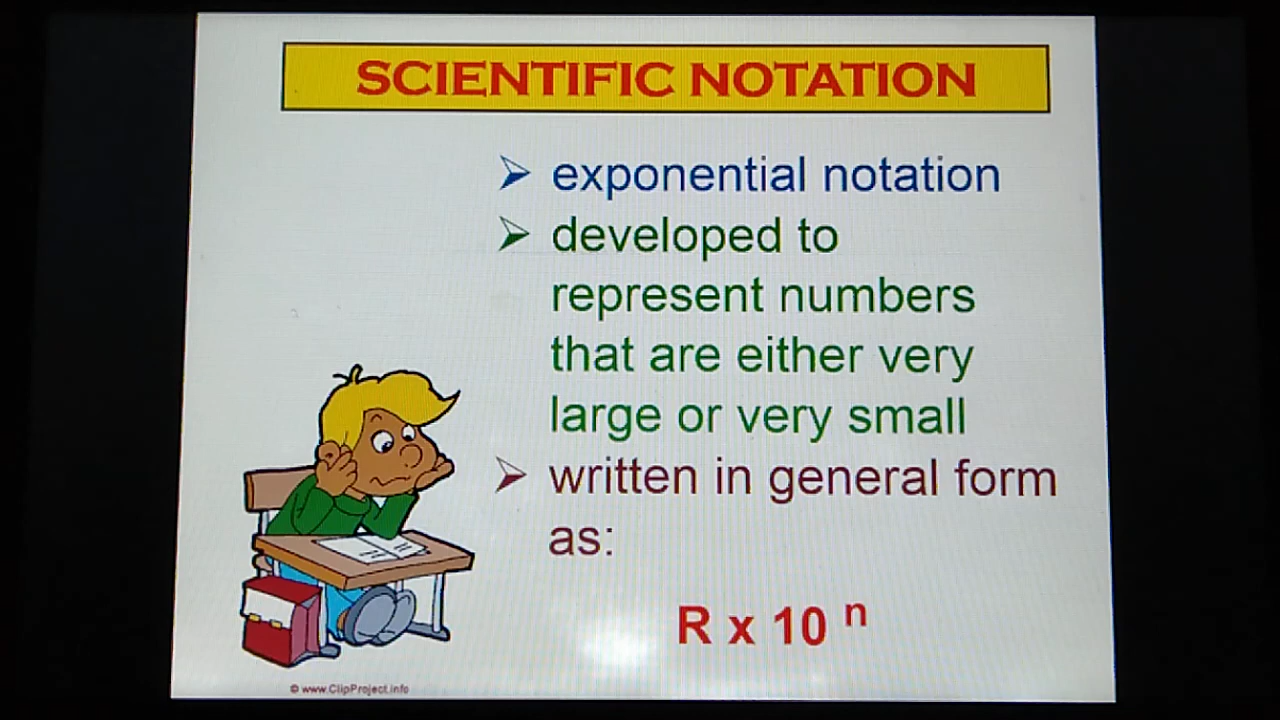 SCIENTIFIC NOTATION
exponential notation
developed to
represent numbers
that are either very
large or very small
written in general form
as:
R x 10 ⁿ
© www.ClipProject.info